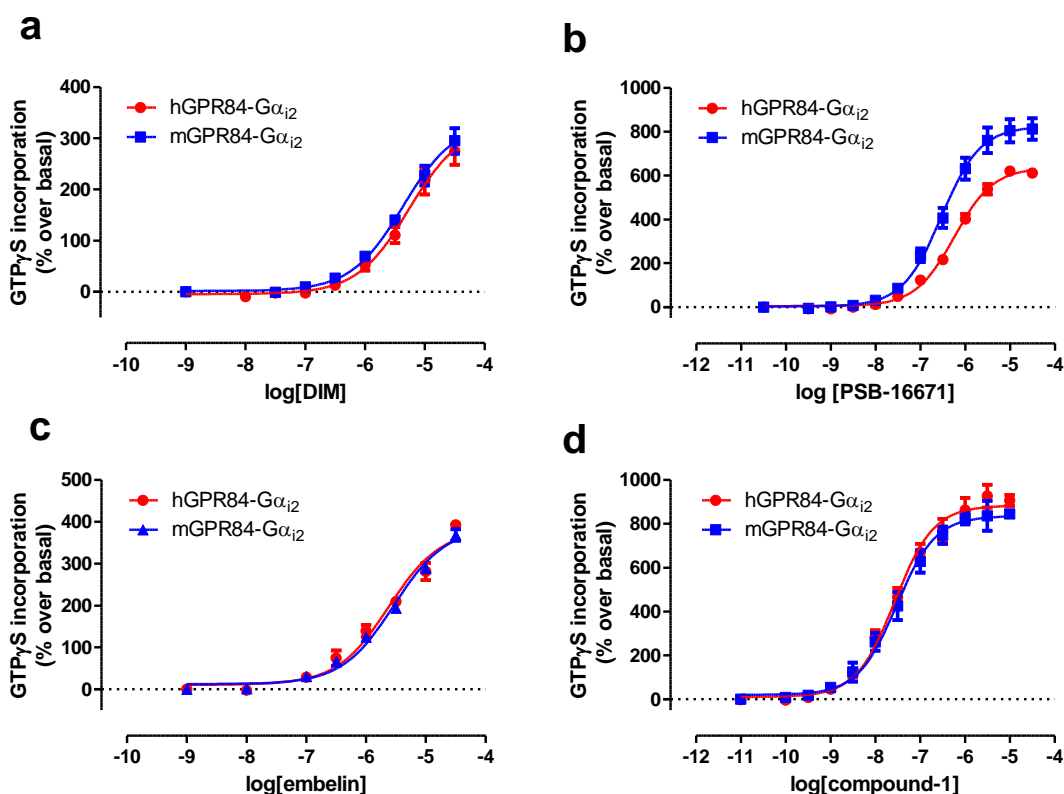 a
400
300
200
100
0
GTPγS incorporation
(% over basal)
hGPR84-Gαi2
mGPR84-Gαi2
-10 -9 -8 -7 -6 -5 -4
log[DIM]
b
1000
800
600
400
200
0
GTPγS incorporation
(% over basal)
hGPR84-Gαi2
mGPR84-Gαi2
-11 -10 -9 -8 -7 -6 -5 -4
log [PSB-16671]
c
500
400
300
200
100
0
GTPγS incorporation
(% over basal)
hGPR84-Gαi2
mGPR84-Gαi2
-10 -9 -8 -7 -6 -5 -4
log[embelin]
d
1000
800
600
400
200
0
GTPγS incorporation
(% over basal)
hGPR84-Gαi2
mGPR84-Gαi2
-12 -11 -10 -9 -8 -7 -6 -5 -4
log[compound-1]